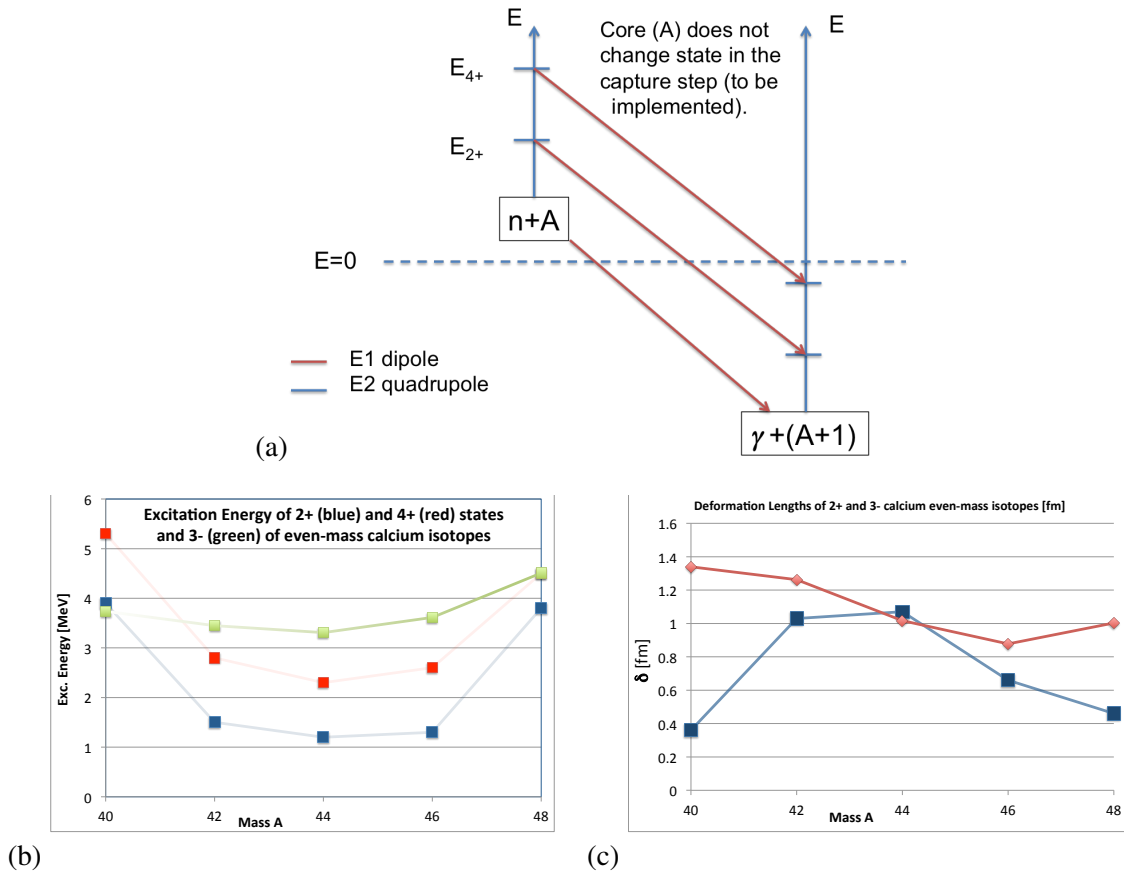 E
E
Core (A) does not
change state in the
capture step (to be
implemented).
E4+
E2+
n+A
E=0
E1 dipole
E2 quadrupole
γ+(A+1)
(a)
Excitation Energy of 2+ (blue) and 4+ (red) states
and 3- (green) of even-mass calcium isotopes
Exc. Energy [MeV]
6
5
4
3
2
1
0
40
42
44
46
48
Mass A
(b)
Deformation Lengths of 2+ and 3- calcium even-mass isotopes [fm]
δ [fm]
1.6
1.4
1.2
1
0.8
0.6
0.4
0.2
0
40
42
44
46
48
Mass A
(c)